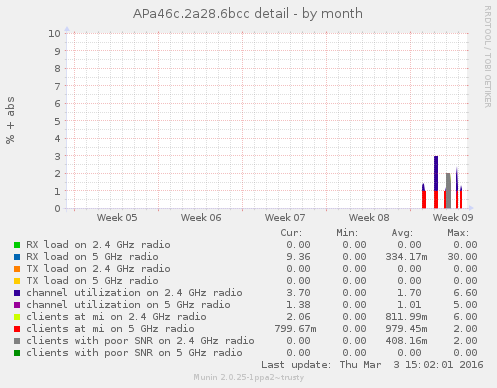 APa46c.2a28.6bcc detail - by month
RRDTOOL / TOBI OETIKER
% + abs
10
9
8
7
6
5
4
3
2
1
0
Week 05 Week 06 Week 07 Week 08 Week 09
Cur: Min: Avg: Max:
RX load on 2.4 GHz radio 0.00 0.00 0.00 0.00
RX load on 5 GHz radio 9.36 0.00 334.17m 30.00
TX load on 2.4 GHz radio 0.00 0.00 0.00 0.00
TX load on 5 GHz radio 0.00 0.00 0.00 0.00
channel utilization on 2.4 GHz radio 3.70 0.00 1.70 6.60
channel utilization on 5 GHz radio 1.38 0.00 1.01 5.00
clients at mi on 2.4 GHz radio 2.06 0.00 811.99m 6.00
clients at mi on 5 GHz radio 799.67m 0.00 979.45m 2.00
clients with poor SNR on 2.4 GHz radio 0.00 0.00 408.16m 2.00
clients with poor SNR on 5 GHz radio 0.00 0.00 0.00 0.00
Last update: Thu Mar 3 15:02:01 2016
Munin 2.0.25-1ppa2~trusty